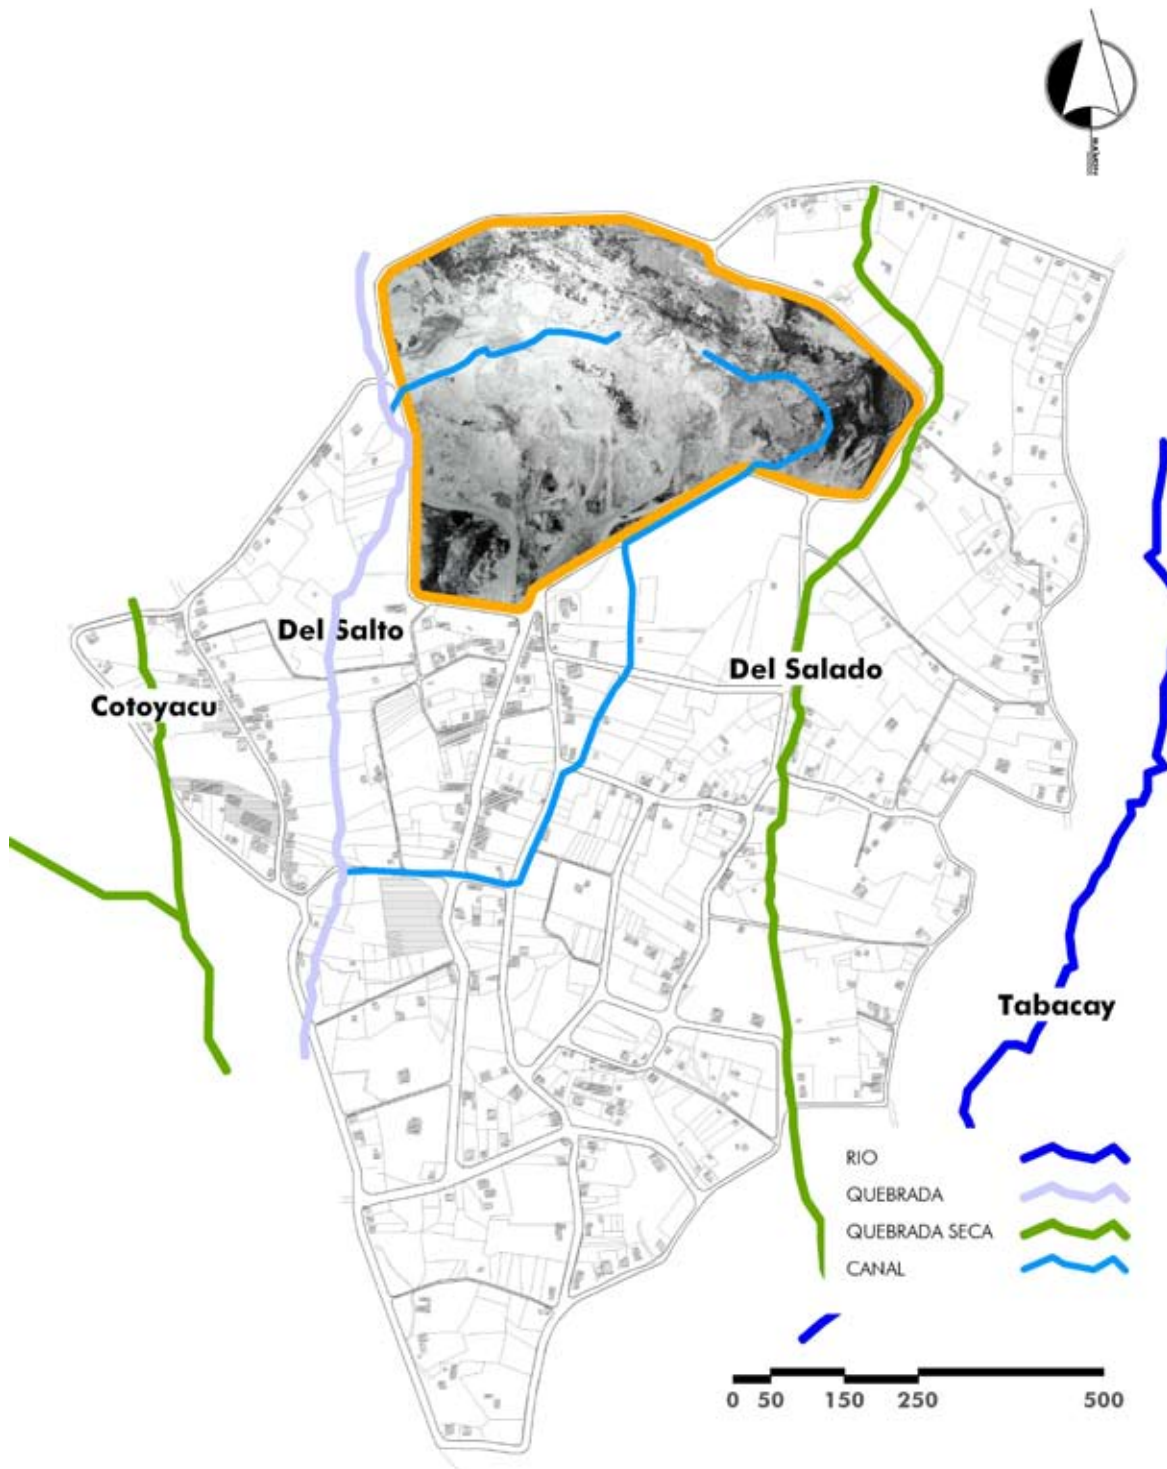 Del Salto
Del Salado
Cotoyacu
Tabacay
RIO
QUEBRADA
QUEBRADA SECA
CANAL
0 50 150 250 500